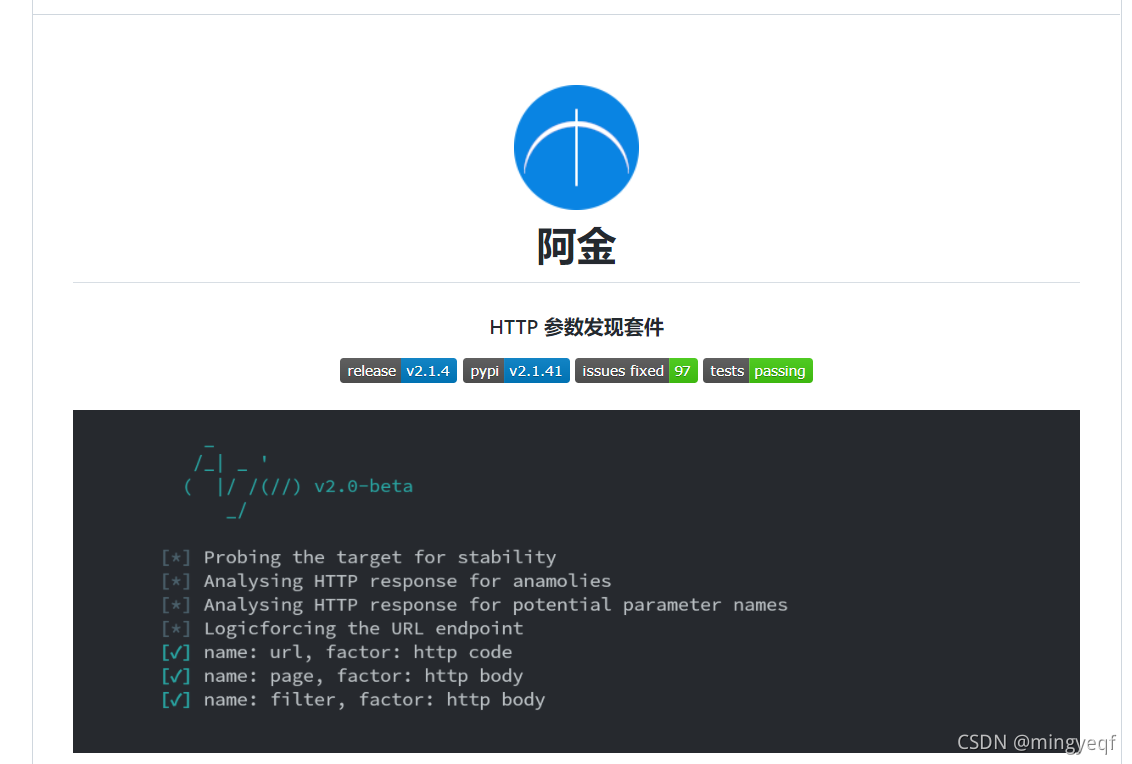 阿金
HTTP 参数发现套件
release v2.1.4 pypi v2.1.41 issues fixed 97 tests passing
_
/_| _ '
(  |/ /(//) v2.0-beta
_/
[*] Probing the target for stability
[*] Analysing HTTP response for anamolies
[*] Analysing HTTP response for potential parameter names
[*] Logicforcing the URL endpoint
[✓] name: url, factor: http code
[✓] name: page, factor: http body
[✓] name: filter, factor: http body
CSDN @mingyeqf